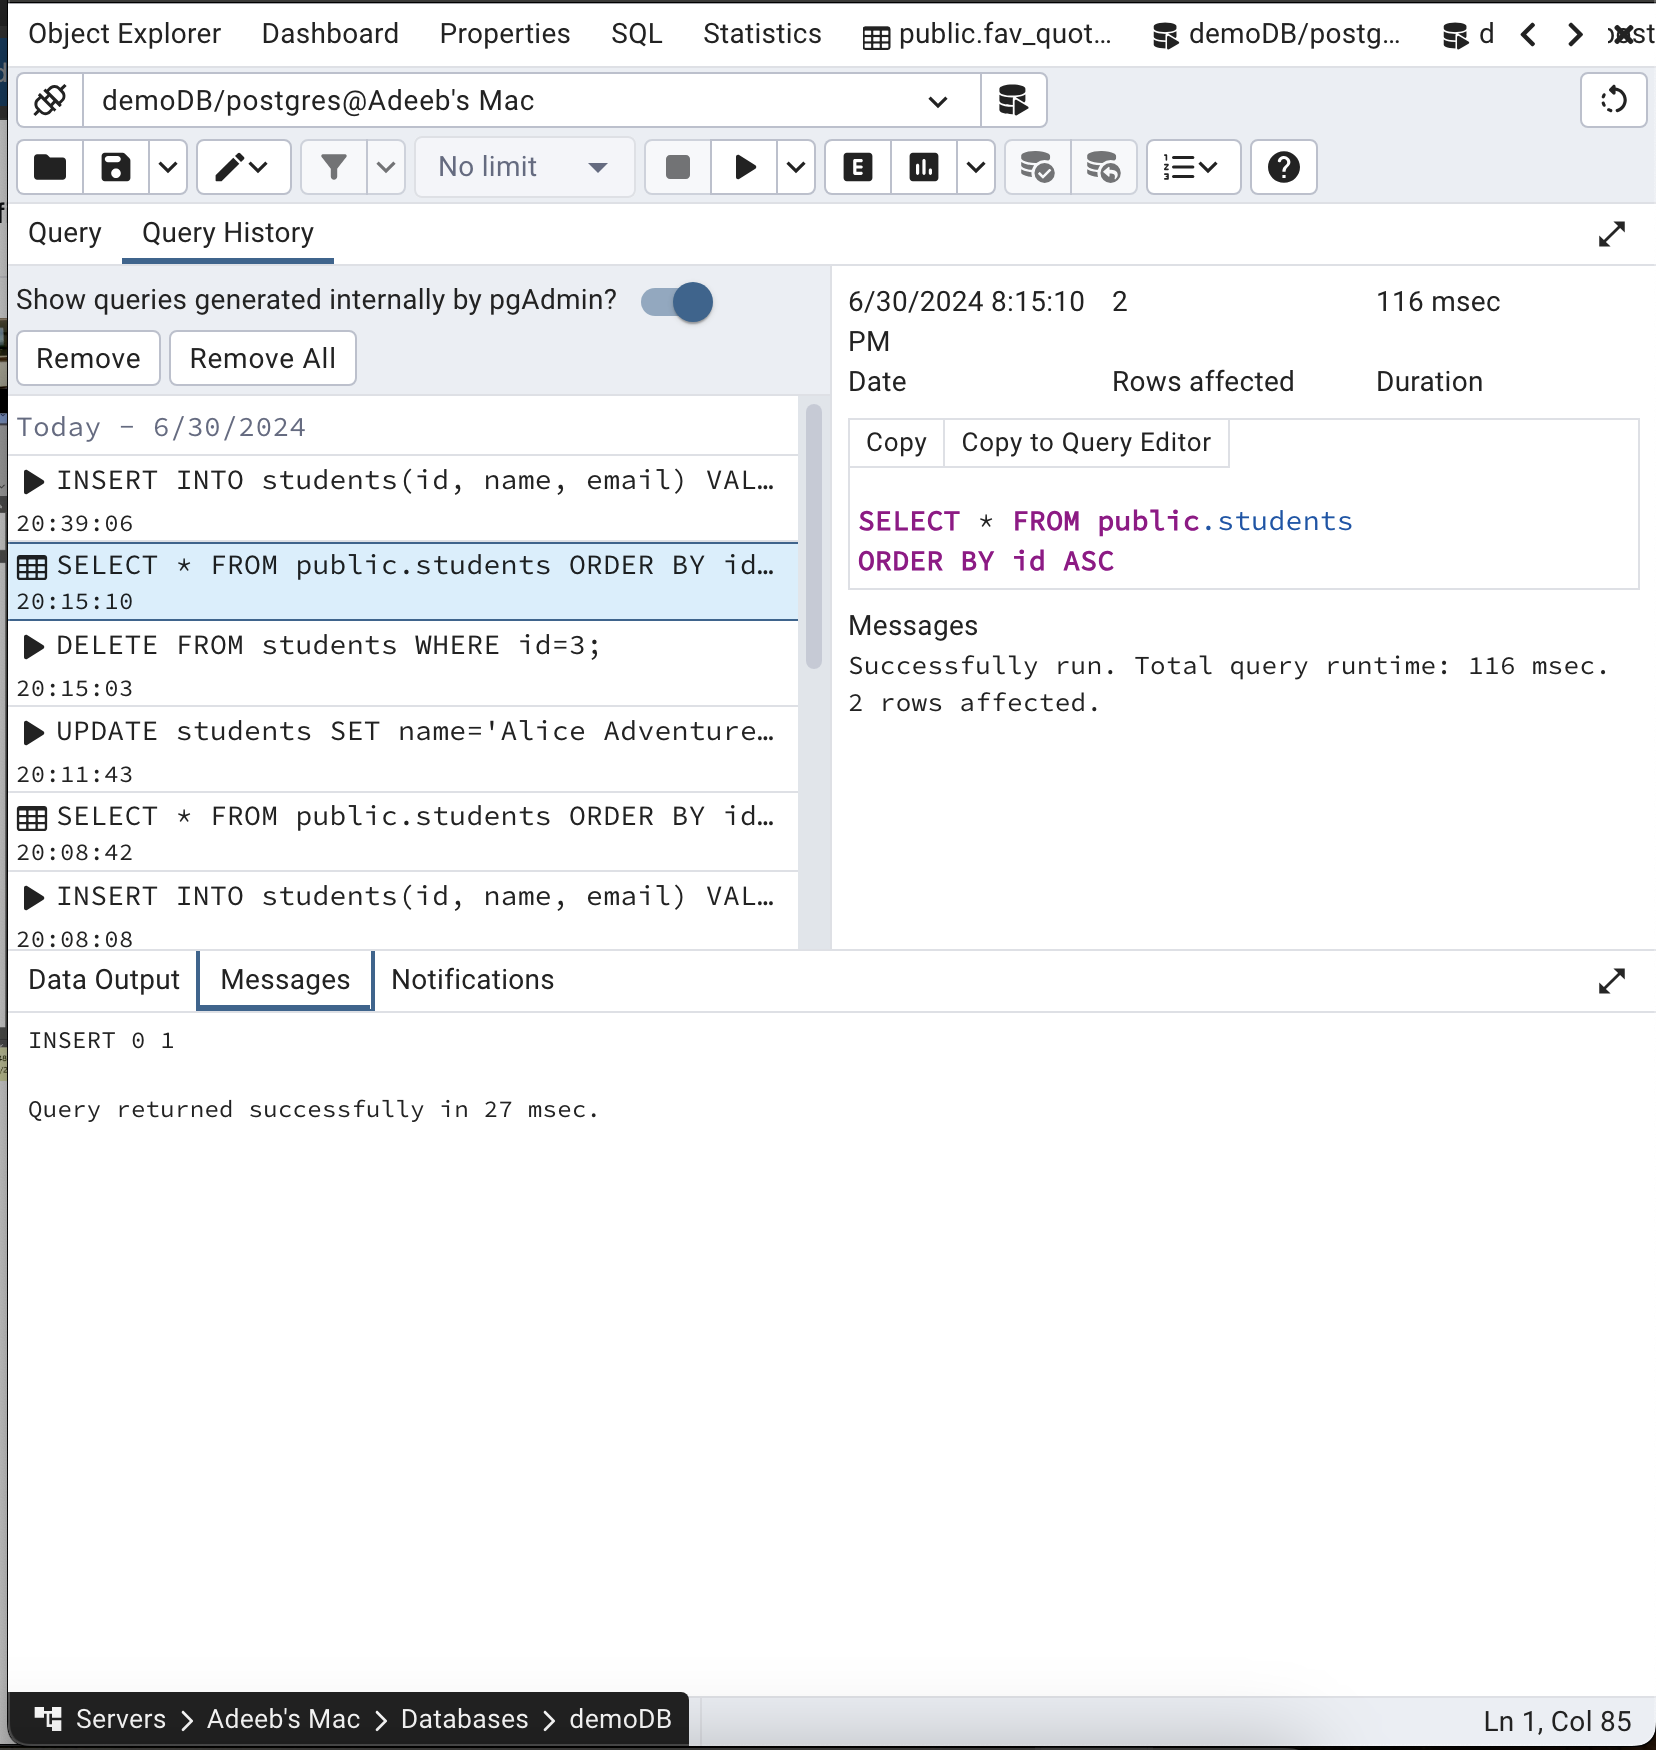 Object Explorer Dashboard Properties SQL Statistics public.fav_quot... demoDB/postg... d
demoDB/postgres@Adeeb's Mac
No limit E
Query Query History
Show queries generated internally by pgAdmin?
Remove Remove All
Today - 6/30/2024
INSERT INTO students(id, name, email) VAL...
20:39:06
SELECT * FROM public.students ORDER BY id...
20:15:10
DELETE FROM students WHERE id=3;
20:15:03
UPDATE students SET name='Alice Adventure...
20:11:43
SELECT * FROM public.students ORDER BY id...
20:08:42
INSERT INTO students(id, name, email) VAL...
20:08:08
6/30/2024 8:15:10 2 116 msec
PM
Date Rows affected Duration
Copy Copy to Query Editor
SELECT * FROM public.students
ORDER BY id ASC
Messages
Successfully run. Total query runtime: 116 msec.
2 rows affected.
Data Output Messages Notifications
INSERT 0 1
Query returned successfully in 27 msec.
Servers > Adeeb's Mac > Databases > demoDB
Ln 1, Col 85